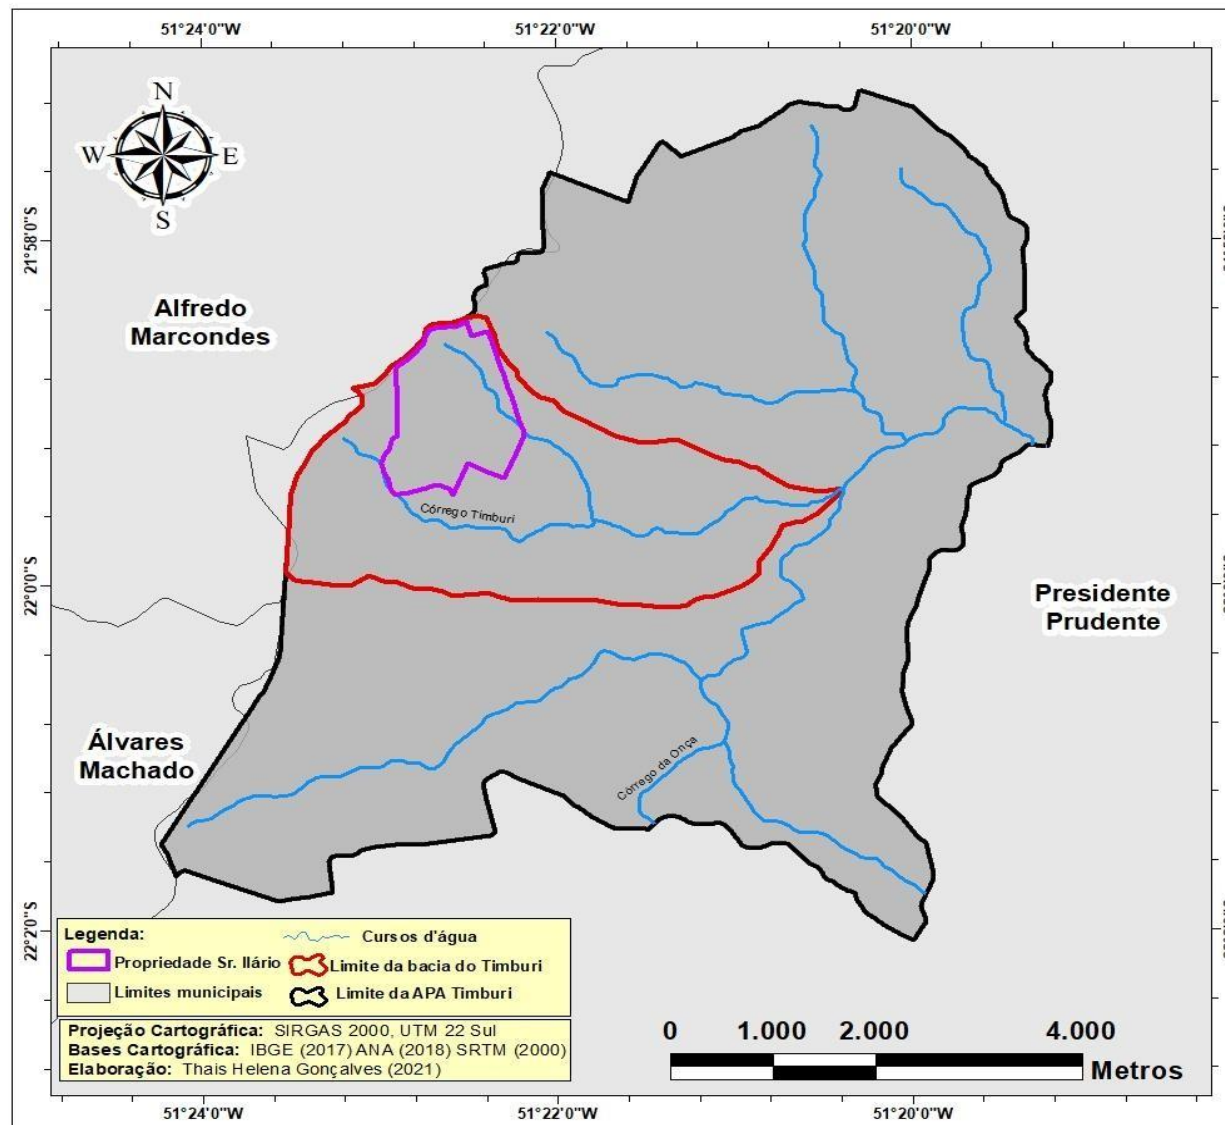 51°24'0"W
51°22'0"W
51°20'0"W
N
W
E
S
21°58'0"S
Alfredo
Marcondes
Córrego Timburi
22°0'0"S
Presidente
Prudente
Álvares
Machado
Córrego da Onça
22°2'0"S
Legenda:
Cursos d'água
Propriedade Sr. Ilário
Limite da bacia do Timburi
Limites municipais
Limite da APA Timburi
Projeção Cartográfica: SIRGAS 2000, UTM 22 Sul
Bases Cartográfica: IBGE (2017) ANA (2018) SRTM (2000)
Elaboração: Thais Helena Gonçalves (2021)
0
1.000
2.000
4.000
Metros
51°24'0"W
51°22'0"W
51°20'0"W